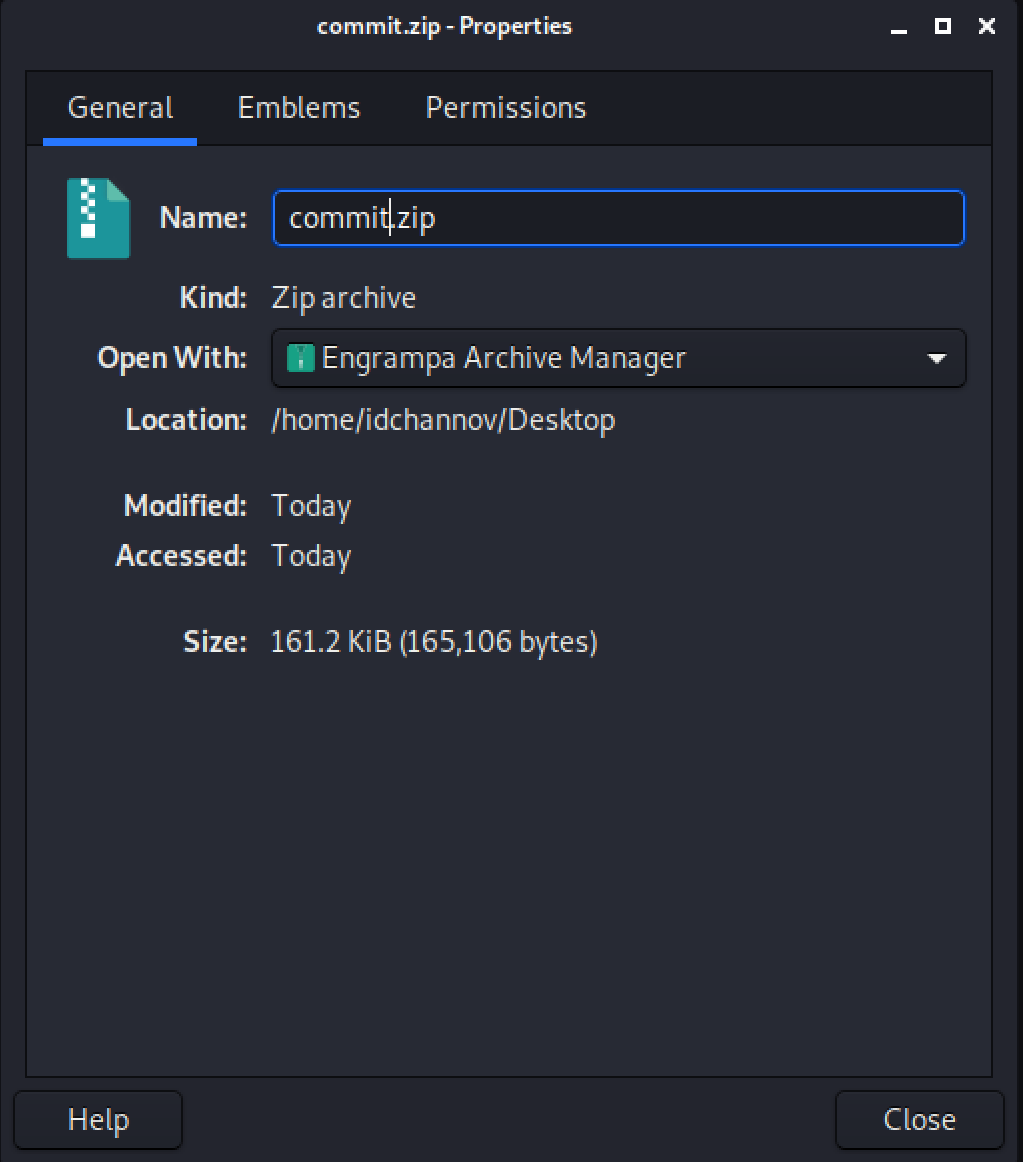 commit.zip - Properties
General Emblems Permissions
Name: commit.zip
Kind: Zip archive
Open With: Engrampa Archive Manager
Location: /home/idchannov/Desktop
Modified: Today
Accessed: Today
Size: 161.2 KiB (165,106 bytes)
Help Close